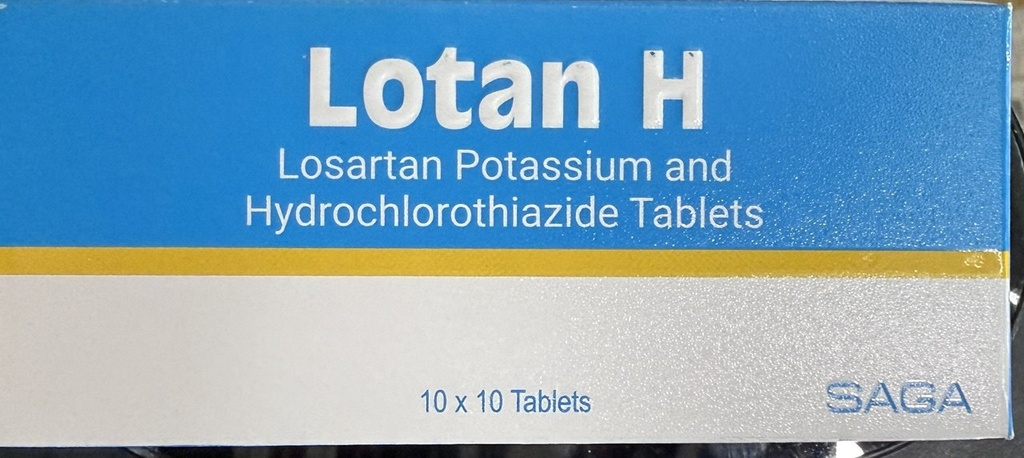 Lotan H
Losartan Potassium and
Hydrochlorothiazide Tablets
10 x 10 Tablets
SAGA